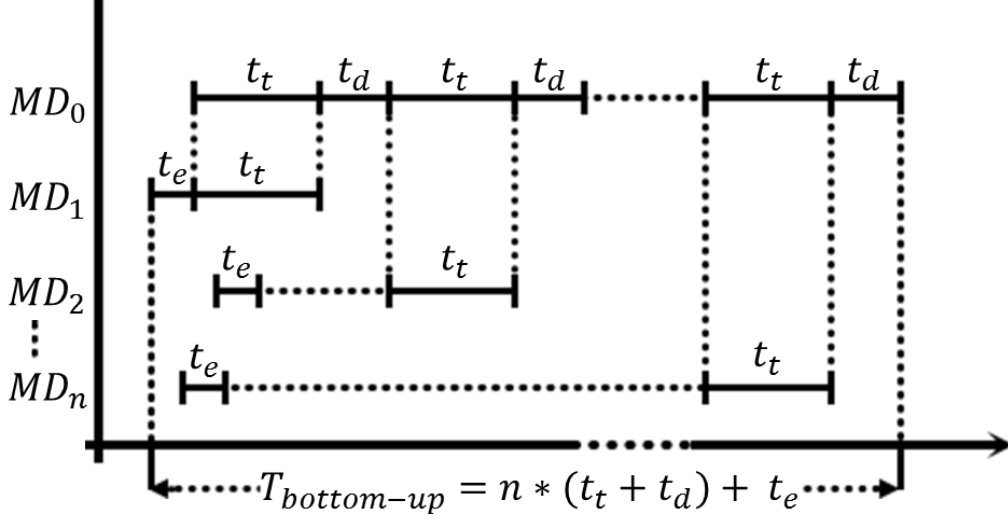 t_t t_d t_t t_d t_t t_d
MD_0
t_e t_t
MD_1
t_e t_t
MD_2
t_e t_t
MD_n
T_{bottom-up} = n * (t_t + t_d) + t_e